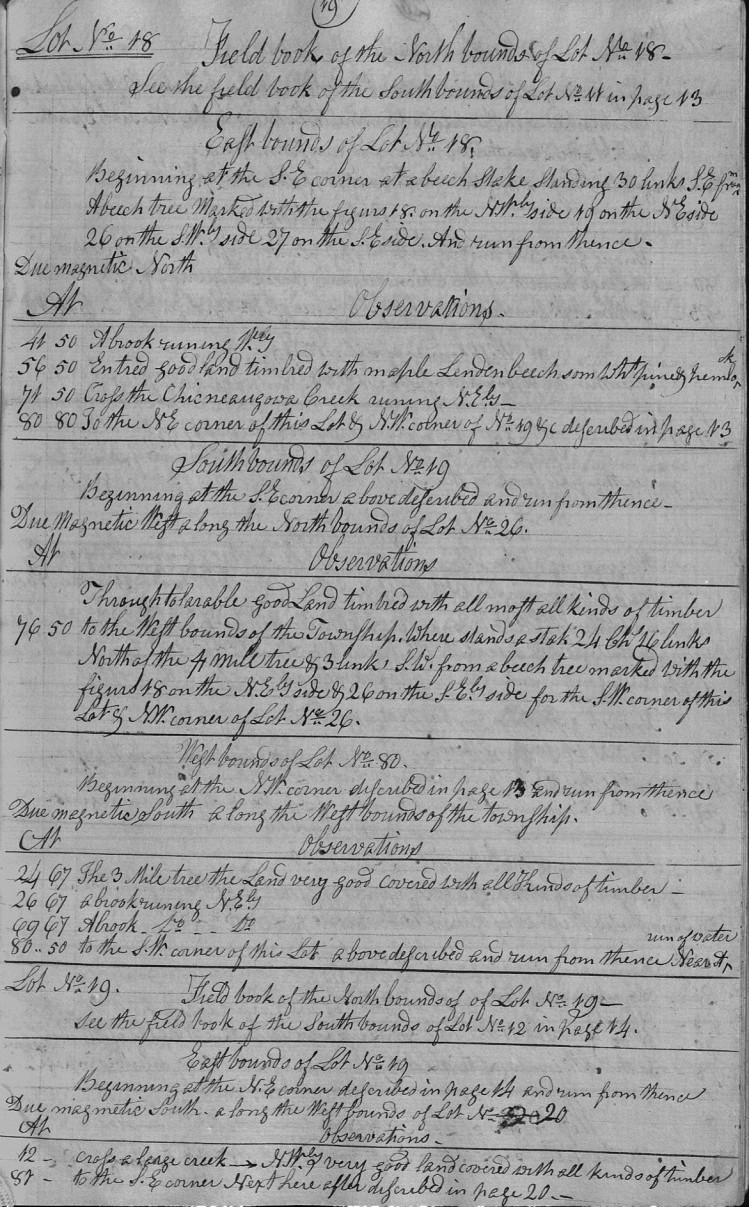 19
Lot No 18 Field book of the North bounds of Lot No 18 -
See the field book of the South bounds of Lot No 11 in page 13
East bounds of Lot No 18.
Beginning at the S.E corner at a beech stake standing 30 links S.E from
A beech tree Marked with the figurs 18. on the N.Wly side 19 on the N.E side
26 on the S.Wly side 27 on the S.E side. And run from thence -
Due magnetic North
At Observations.
41 50 A brook runing Wly
56 50 Entred good land timbred with maple Linden beech som Wht pine & hemlok
71 50 Cross the Chicneaugowa Creek runing N.Ely -
80 80 To the N.E corner of this Lot & N.W. corner of No 19 &c described in page 13
South bounds of Lot No 19
Beginning at the S.E corner above described and run from thence -
Due Magnetic West along the North bounds of Lot No 26.
At Observations
Through tolarable good Land timbred with all most all kinds of timber
76 50 to the West bounds of the Township. Where stands a stak 24 Chs 16 links
North of the 4 mile tree & 3 links S.W. from a beech tree marked with the
figurs 18 on the N.Ely side & 26 on the S.Ely side for the S.W. corner of this
Lot & N.W. corner of Lot No 26.
West bounds of Lot No 80.
Beginning at the N.W corner described in page 13 and run from thence
Due magnetic South along the West bounds of the township.
At Observations
24 67 The 3 Mile tree the Land very good covered with all Kinds of timber -
26 67 a brook runing N.Ely
69 67 A brook - Do - - Do
run of water
80 .. 50 to the S.W. corner of this Lot above described and run from thence Near A
Lot No 19. Field book of the North bounds of of Lot No 19 -
See the field book of the South bounds of Lot No 12 in page 14.
East bounds of Lot No 19
Beginning at the N.E corner described in page 14 and run from thence
Due magnetic South - along the West bounds of Lot No 20
At Observations -
12 - cross a large creek → N.Wly very good land covered with all kinds of timber
81 - to the S.E corner Next here after described in page 20. -